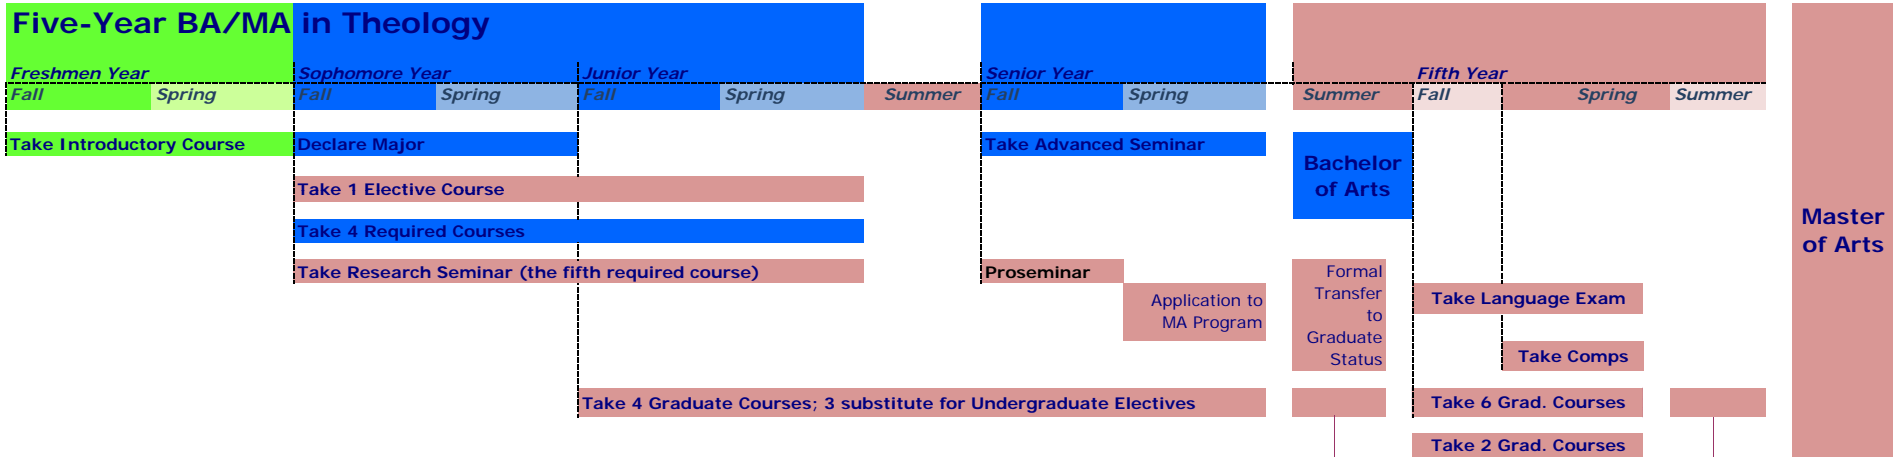 Five-Year BA/MA in Theology
Freshmen Year
Sophomore Year
Junior Year
Senior Year
Fifth Year
Fall
Spring
Fall
Spring
Fall
Spring
Summer
Fall
Spring
Summer
Fall
Spring
Summer
Take Introductory Course
Declare Major
Take Advanced Seminar
Bachelor
of Arts
Take 1 Elective Course
Take 4 Required Courses
Master
of Arts
Take Research Seminar (the fifth required course)
Proseminar
Application to
MA Program
Formal
Transfer
to
Graduate
Status
Take Language Exam
Take Comps
Take 4 Graduate Courses; 3 substitute for Undergraduate Electives
Take 6 Grad. Courses
Take 2 Grad. Courses